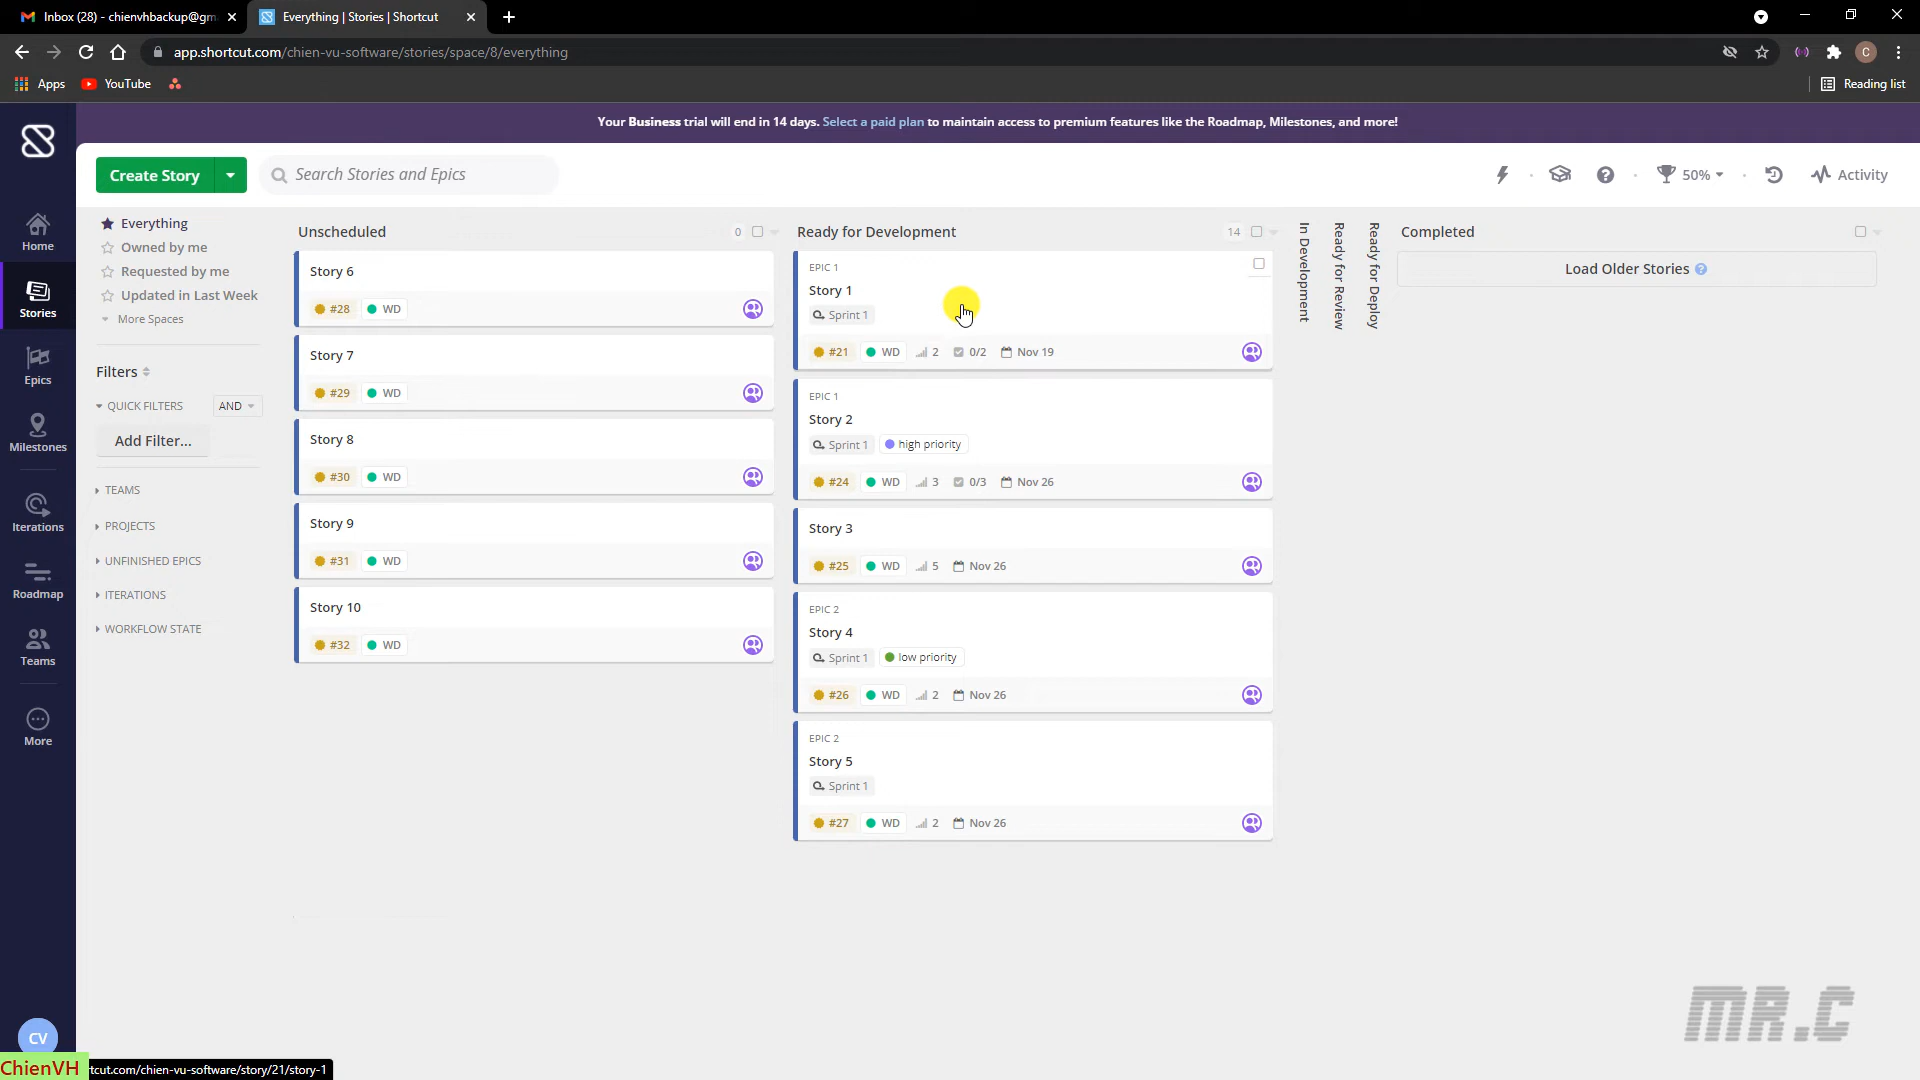 Inbox (28) - chienvhbackup@gm
Everything | Stories | Shortcut
app.shortcut.com/chien-vu-software/stories/space/8/everything
C
Apps
YouTube
Reading list
Your Business trial will end in 14 days. Select a paid plan to maintain access to premium features like the Roadmap, Milestones, and more!
Create Story
Search Stories and Epics
50%
Activity
Home
Stories
Epics
Milestones
Iterations
Roadmap
Teams
More
CV
Everything
Owned by me
Requested by me
Updated in Last Week
More Spaces
Filters
QUICK FILTERS
AND
Add Filter...
TEAMS
PROJECTS
UNFINISHED EPICS
ITERATIONS
WORKFLOW STATE
Unscheduled
0
Story 6
#28 WD
Story 7
#29 WD
Story 8
#30 WD
Story 9
#31 WD
Story 10
#32 WD
Ready for Development
14
EPIC 1
Story 1
Sprint 1
#21 WD 2 0/2 Nov 19
EPIC 1
Story 2
Sprint 1 high priority
#24 WD 3 0/3 Nov 26
Story 3
#25 WD 5 Nov 26
EPIC 2
Story 4
Sprint 1 low priority
#26 WD 2 Nov 26
EPIC 2
Story 5
Sprint 1
#27 WD 2 Nov 26
In Development
Ready for Review
Ready for Deploy
Completed
Load Older Stories
MR.C
ChienVH
rtcut.com/chien-vu-software/story/21/story-1